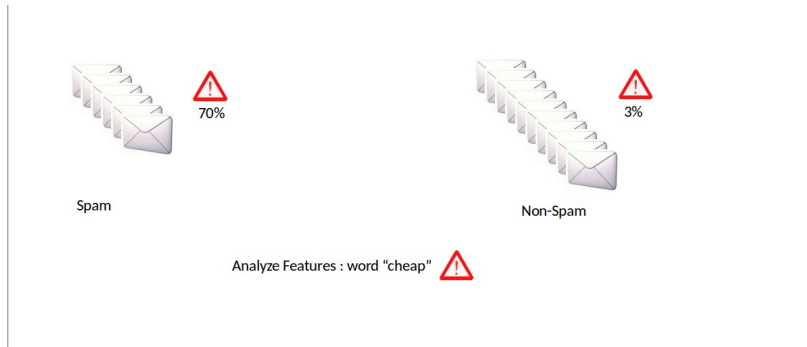 70%
3%
Spam
Non-Spam
Analyze Features : word “cheap”